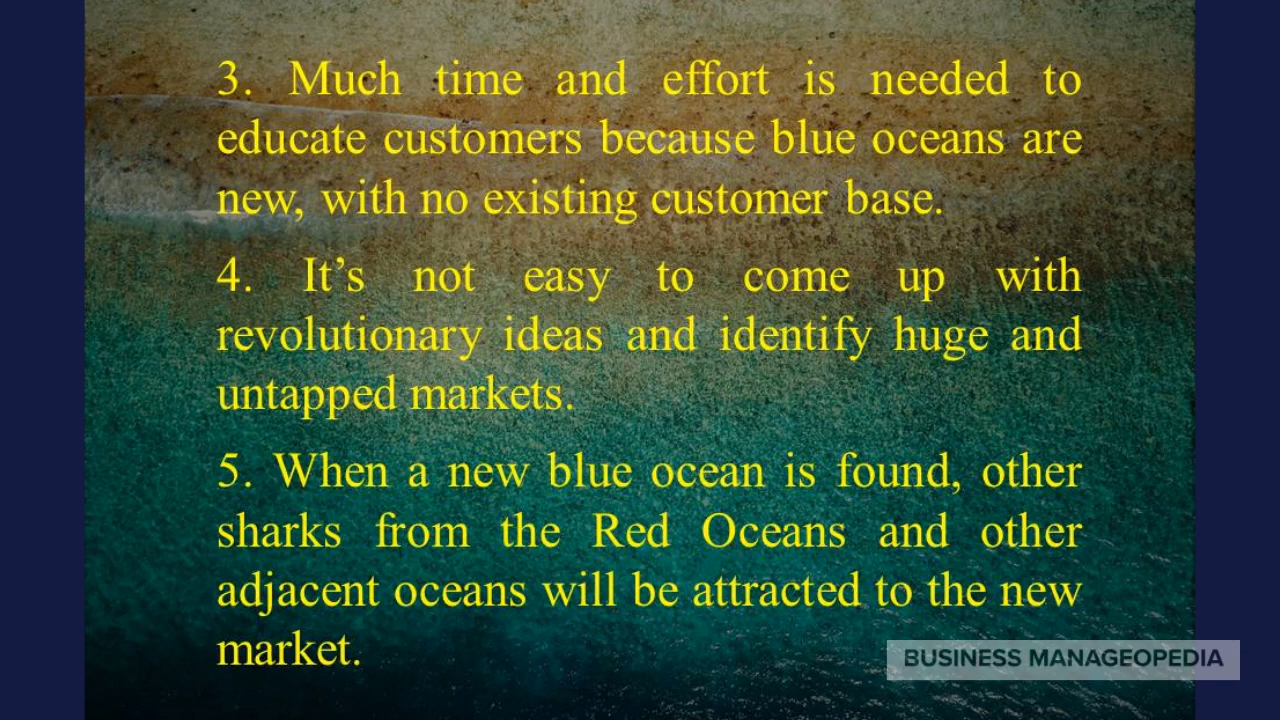 3. Much time and effort is needed to
educate customers because blue oceans are
new, with no existing customer base.
4. It’s not easy to come up with
revolutionary ideas and identify huge and
untapped markets.
5. When a new blue ocean is found, other
sharks from the Red Oceans and other
adjacent oceans will be attracted to the new
market.
BUSINESS MANAGEOPEDIA